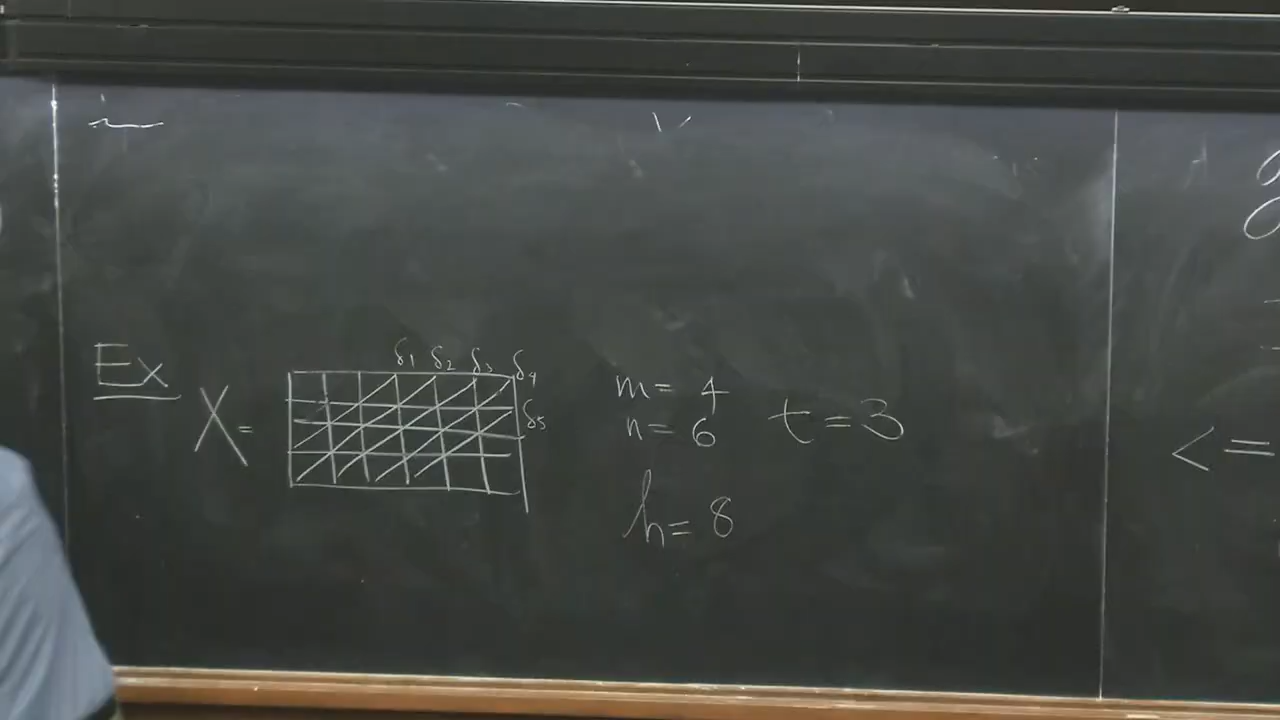 Ex
δ₁ δ₂ δ₃ δ₄
δ₅
X =
m = 4
n = 6 t = 3
h = 8
< =